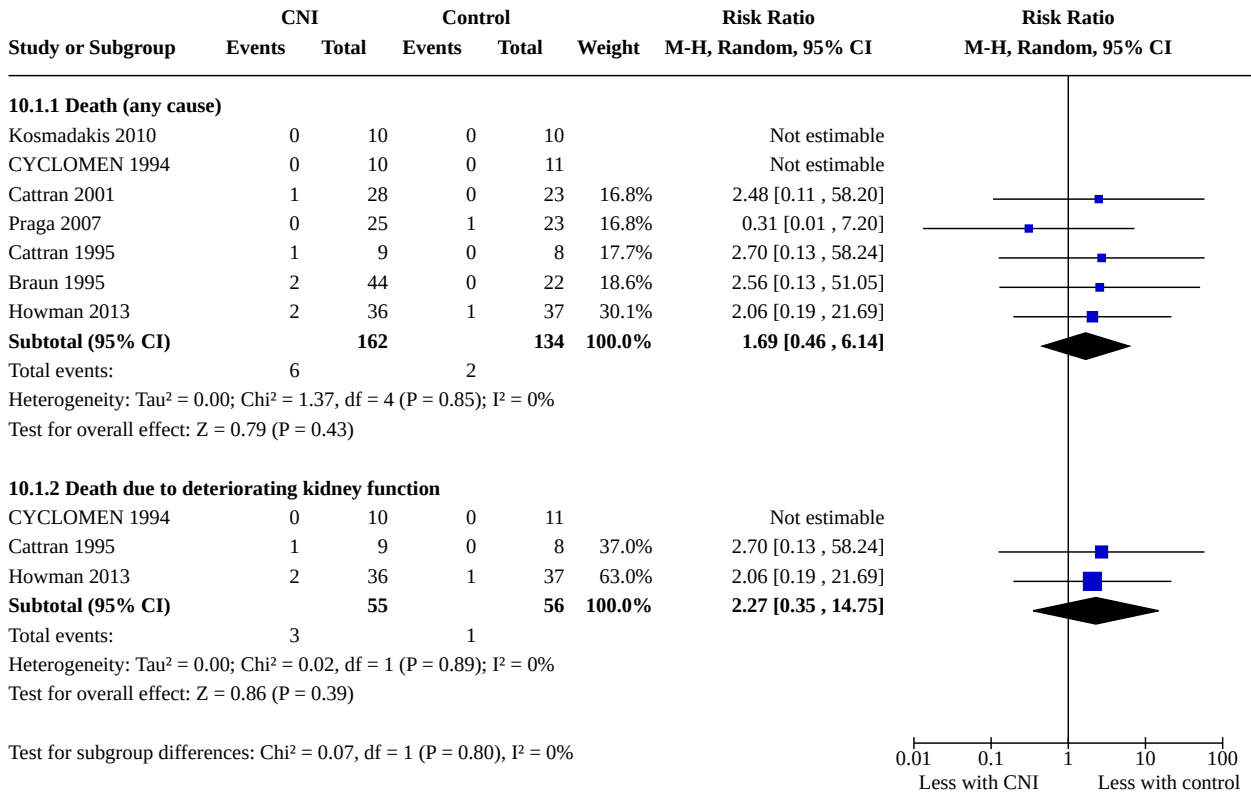 CNI Control Risk Ratio Risk Ratio
Study or Subgroup Events Total Events Total Weight M-H, Random, 95% CI M-H, Random, 95% CI
10.1.1 Death (any cause)
Kosmadakis 2010 0 10 0 10 Not estimable
CYCLOMEN 1994 0 10 0 11 Not estimable
Cattran 2001 1 28 0 23 16.8% 2.48 [0.11 , 58.20]
Praga 2007 0 25 1 23 16.8% 0.31 [0.01 , 7.20]
Cattran 1995 1 9 0 8 17.7% 2.70 [0.13 , 58.24]
Braun 1995 2 44 0 22 18.6% 2.56 [0.13 , 51.05]
Howman 2013 2 36 1 37 30.1% 2.06 [0.19 , 21.69]
Subtotal (95% CI) 162 134 100.0% 1.69 [0.46 , 6.14]
Total events: 6 2
Heterogeneity: Tau² = 0.00; Chi² = 1.37, df = 4 (P = 0.85); I² = 0%
Test for overall effect: Z = 0.79 (P = 0.43)
10.1.2 Death due to deteriorating kidney function
CYCLOMEN 1994 0 10 0 11 Not estimable
Cattran 1995 1 9 0 8 37.0% 2.70 [0.13 , 58.24]
Howman 2013 2 36 1 37 63.0% 2.06 [0.19 , 21.69]
Subtotal (95% CI) 55 56 100.0% 2.27 [0.35 , 14.75]
Total events: 3 1
Heterogeneity: Tau² = 0.00; Chi² = 0.02, df = 1 (P = 0.89); I² = 0%
Test for overall effect: Z = 0.86 (P = 0.39)
Test for subgroup differences: Chi² = 0.07, df = 1 (P = 0.80), I² = 0%
0.01 0.1 1 10 100
Less with CNI Less with control